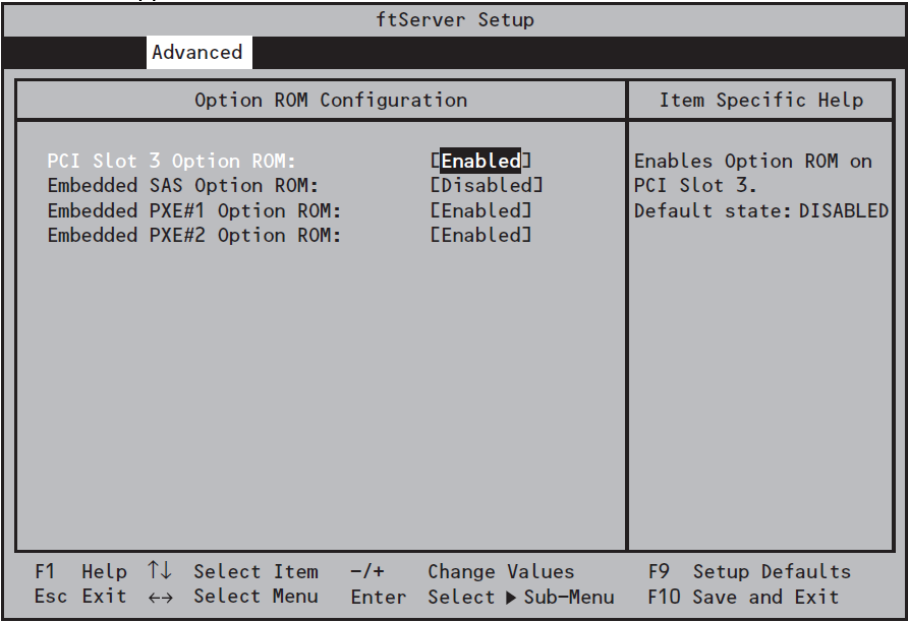 ftServer Setup
Advanced
Option ROM Configuration
Item Specific Help
PCI Slot 3 Option ROM: [Enabled]
Embedded SAS Option ROM: [Disabled]
Embedded PXE#1 Option ROM: [Enabled]
Embedded PXE#2 Option ROM: [Enabled]
Enables Option ROM on
PCI Slot 3.
Default state: DISABLED
F1 Help ↑↓ Select Item -/+ Change Values F9 Setup Defaults
Esc Exit ←→ Select Menu Enter Select ▶ Sub-Menu F10 Save and Exit